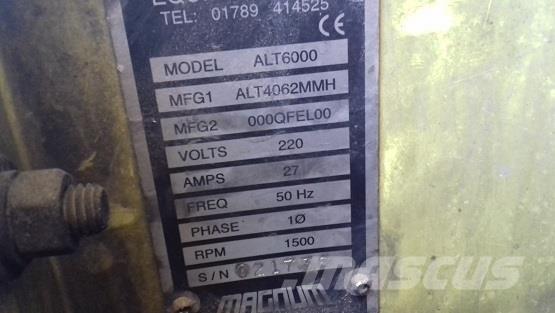 TEL: 01789 414525
CE
MODEL ALT6000
MFG1 ALT4062MMH
MFG2 000QFEL00
VOLTS 220
AMPS 27
FREQ 50 Hz
PHASE 1Ø
RPM 1500
S/N
MAGNUM
Mascus